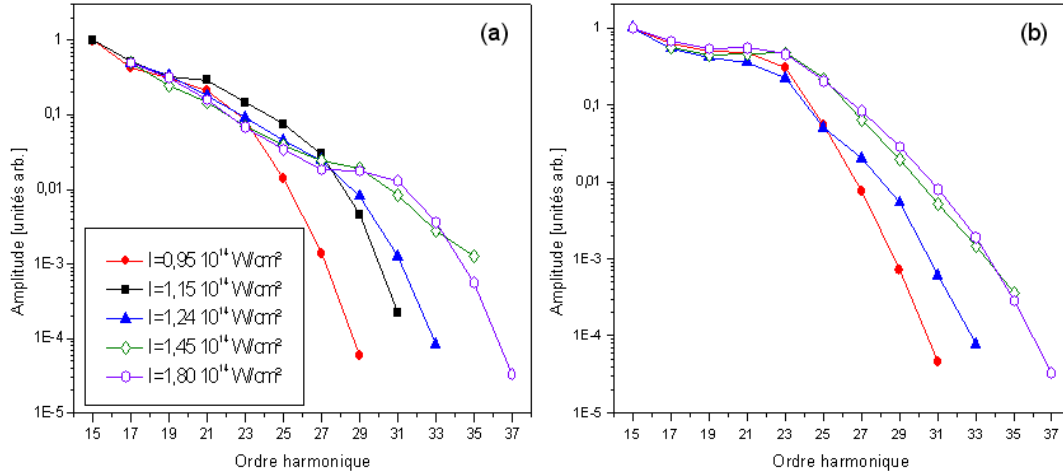 (a)
1
0,1
0,01
1E-3
1E-4
1E-5
Amplitude [unités arb.]
I=0,95 10¹⁴ W/cm²
I=1,15 10¹⁴ W/cm²
I=1,24 10¹⁴ W/cm²
I=1,45 10¹⁴ W/cm²
I=1,80 10¹⁴ W/cm²
15 17 19 21 23 25 27 29 31 33 35 37
Ordre harmonique
(b)
1
0,1
0,01
1E-3
1E-4
1E-5
Amplitude [unités arb.]
15 17 19 21 23 25 27 29 31 33 35 37
Ordre harmonique